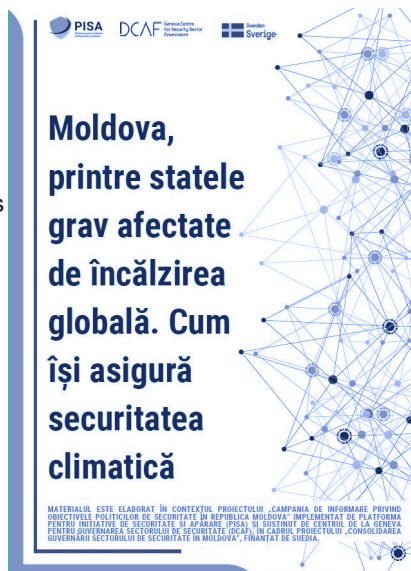 PISA
DCAF Geneva Centre for Security Sector Governance
Sweden
Sverige
s
Moldova,
printre statele
grav afectate
de încălzirea
globală. Cum
își asigură
securitatea
climatică
MATERIALUL ESTE ELABORAT ÎN CONTEXTUL PROIECTULUI „CAMPANIA DE INFORMARE PRIVIND
OBIECTIVELE POLITICILOR DE SECURITATE ÎN REPUBLICA MOLDOVA” IMPLEMENTAT DE PLATFORMA
PENTRU INIȚIATIVE DE SECURITATE ȘI APĂRARE (PISA) ȘI SUSȚINUT DE CENTRUL DE LA GENEVA
PENTRU GUVERNAREA SECTORULUI DE SECURITATE (DCAF), ÎN CADRUL PROIECTULUI „CONSOLIDAREA
GUVERNĂRII SECTORULUI DE SECURITATE ÎN MOLDOVA”, FINANȚAT DE SUEDIA.